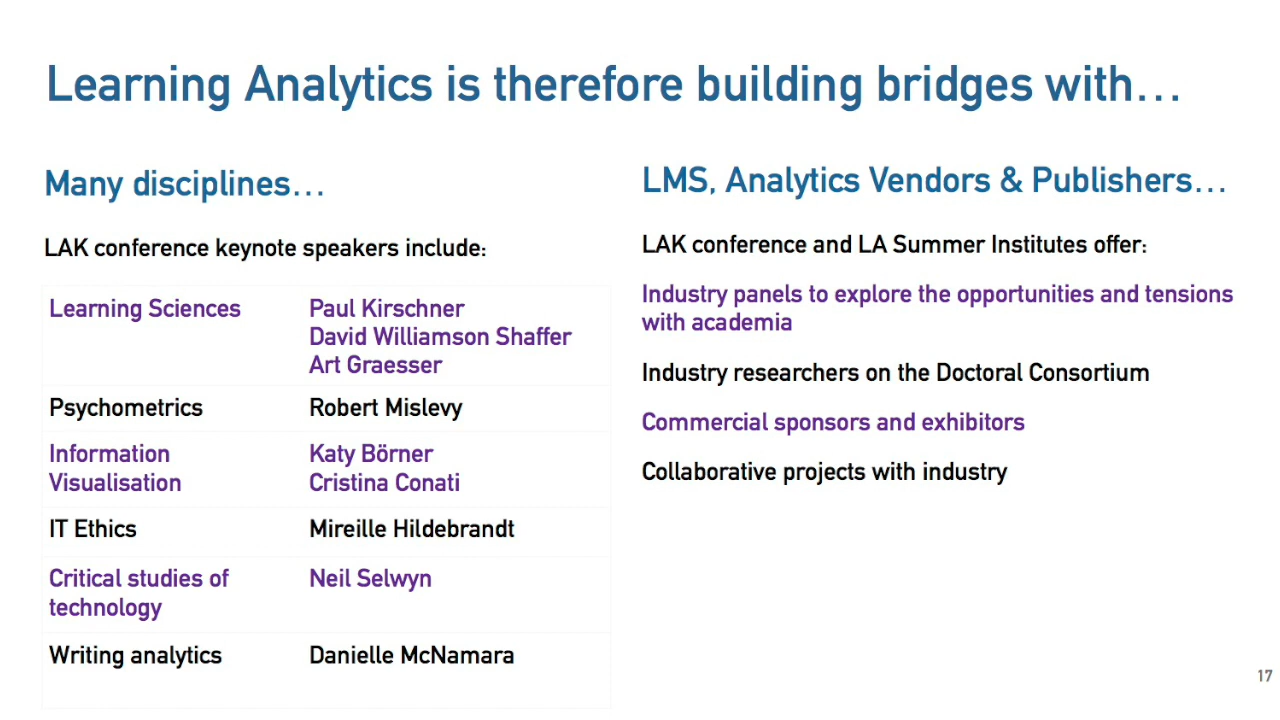 Learning Analytics is therefore building bridges with...
Many disciplines...
LAK conference keynote speakers include:
Learning Sciences
Paul Kirschner
David Williamson Shaffer
Art Graesser
Psychometrics
Robert Mislevy
Information
Visualisation
Katy Börner
Cristina Conati
IT Ethics
Mireille Hildebrandt
Critical studies of
technology
Neil Selwyn
Writing analytics
Danielle McNamara
LMS, Analytics Vendors & Publishers...
LAK conference and LA Summer Institutes offer:
Industry panels to explore the opportunities and tensions
with academia
Industry researchers on the Doctoral Consortium
Commercial sponsors and exhibitors
Collaborative projects with industry
17